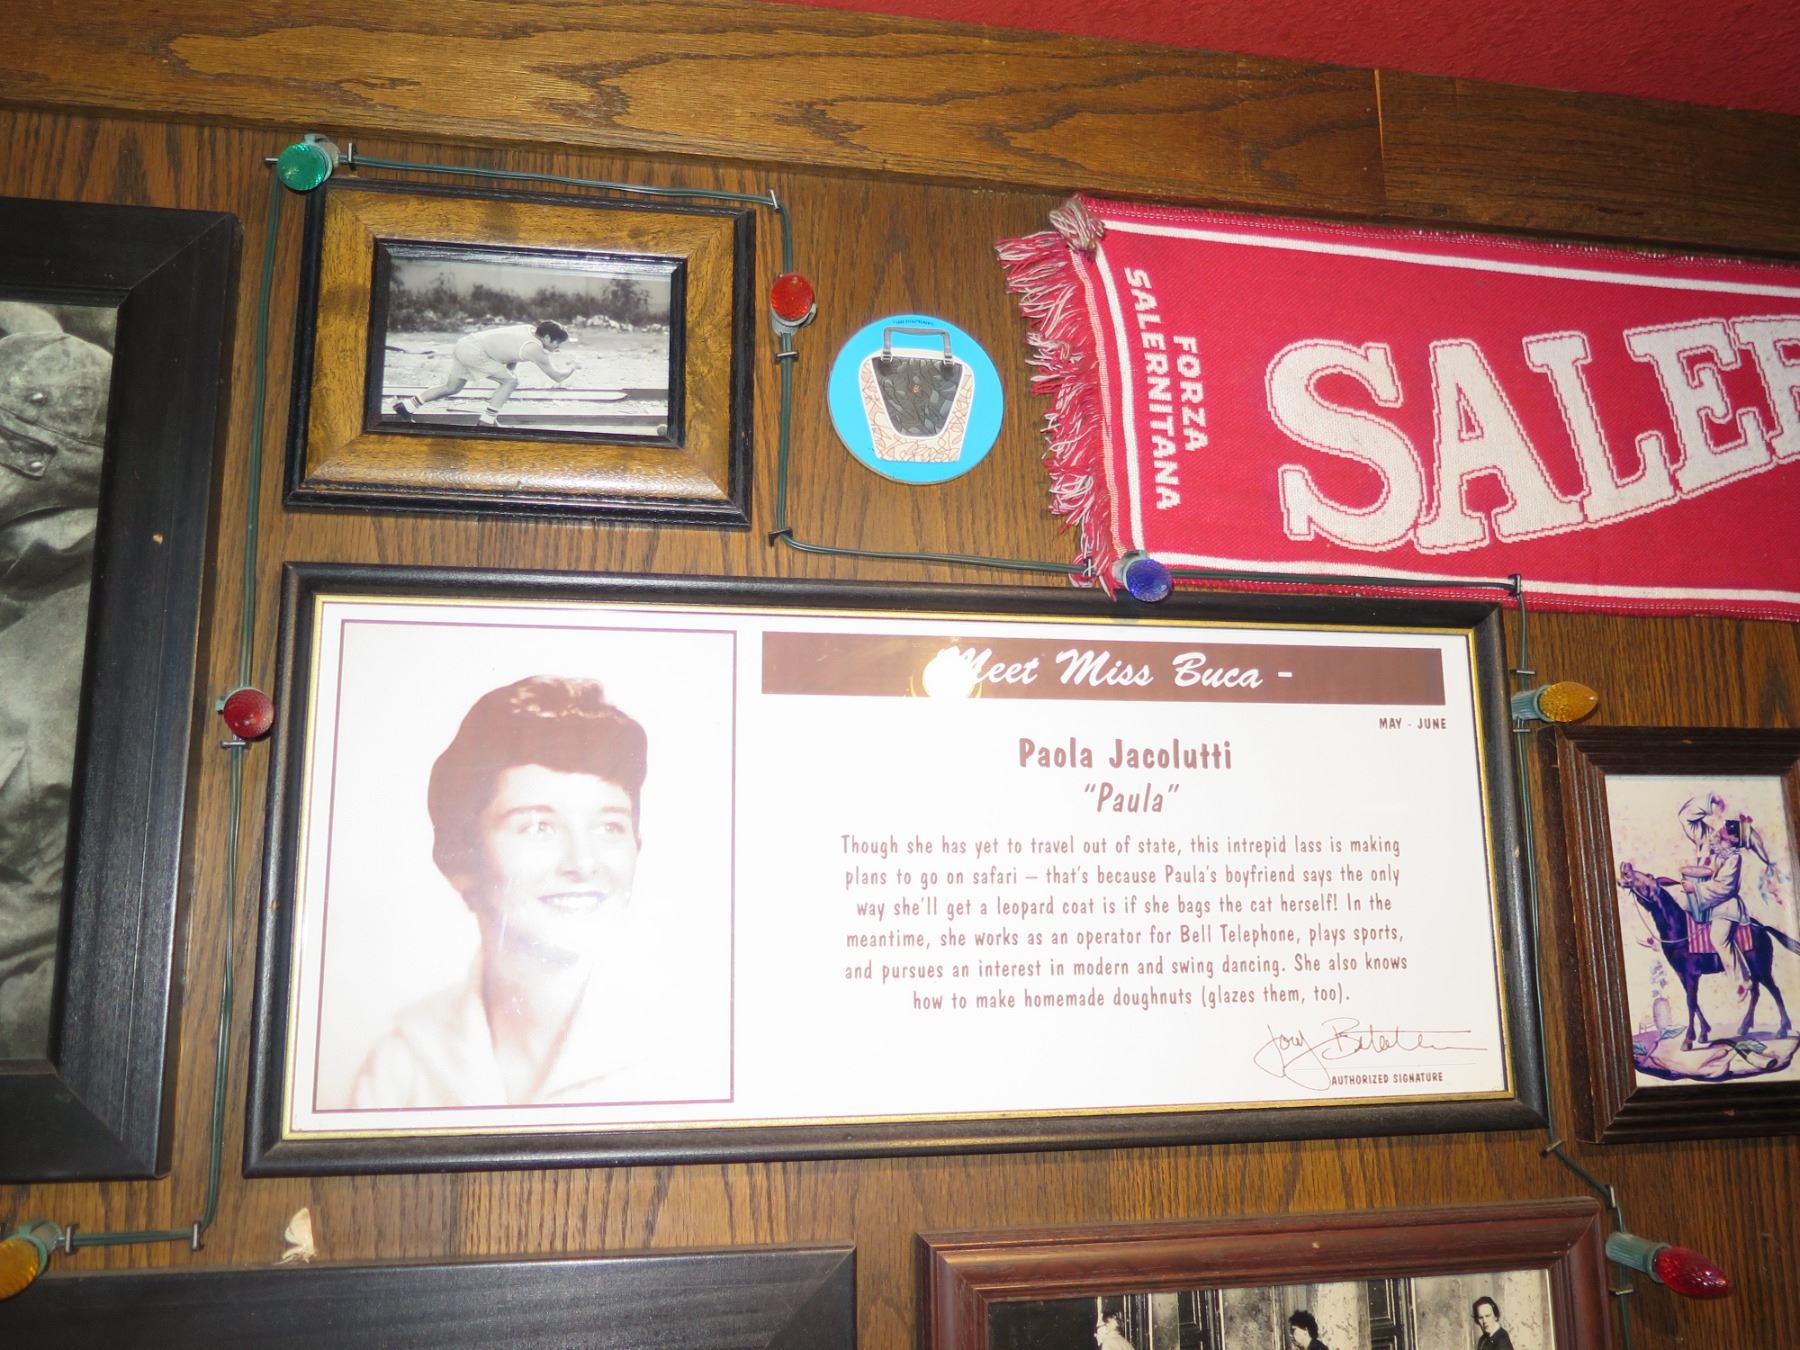 FORZA
SALERNITANA
Meet Miss Buca -
MAY - JUNE
Paola Jacolutti
“Paula”
Though she has yet to travel out of state, this intrepid lass is making
plans to go on safari – that's because Paula's boyfriend says the only
way she'll get a leopard coat is if she bags the cat herself! In the
meantime, she works as an operator for Bell Telephone, plays sports,
and pursues an interest in modern and swing dancing. She also knows
how to make homemade doughnuts (glazes them, too).
AUTHORIZED SIGNATURE